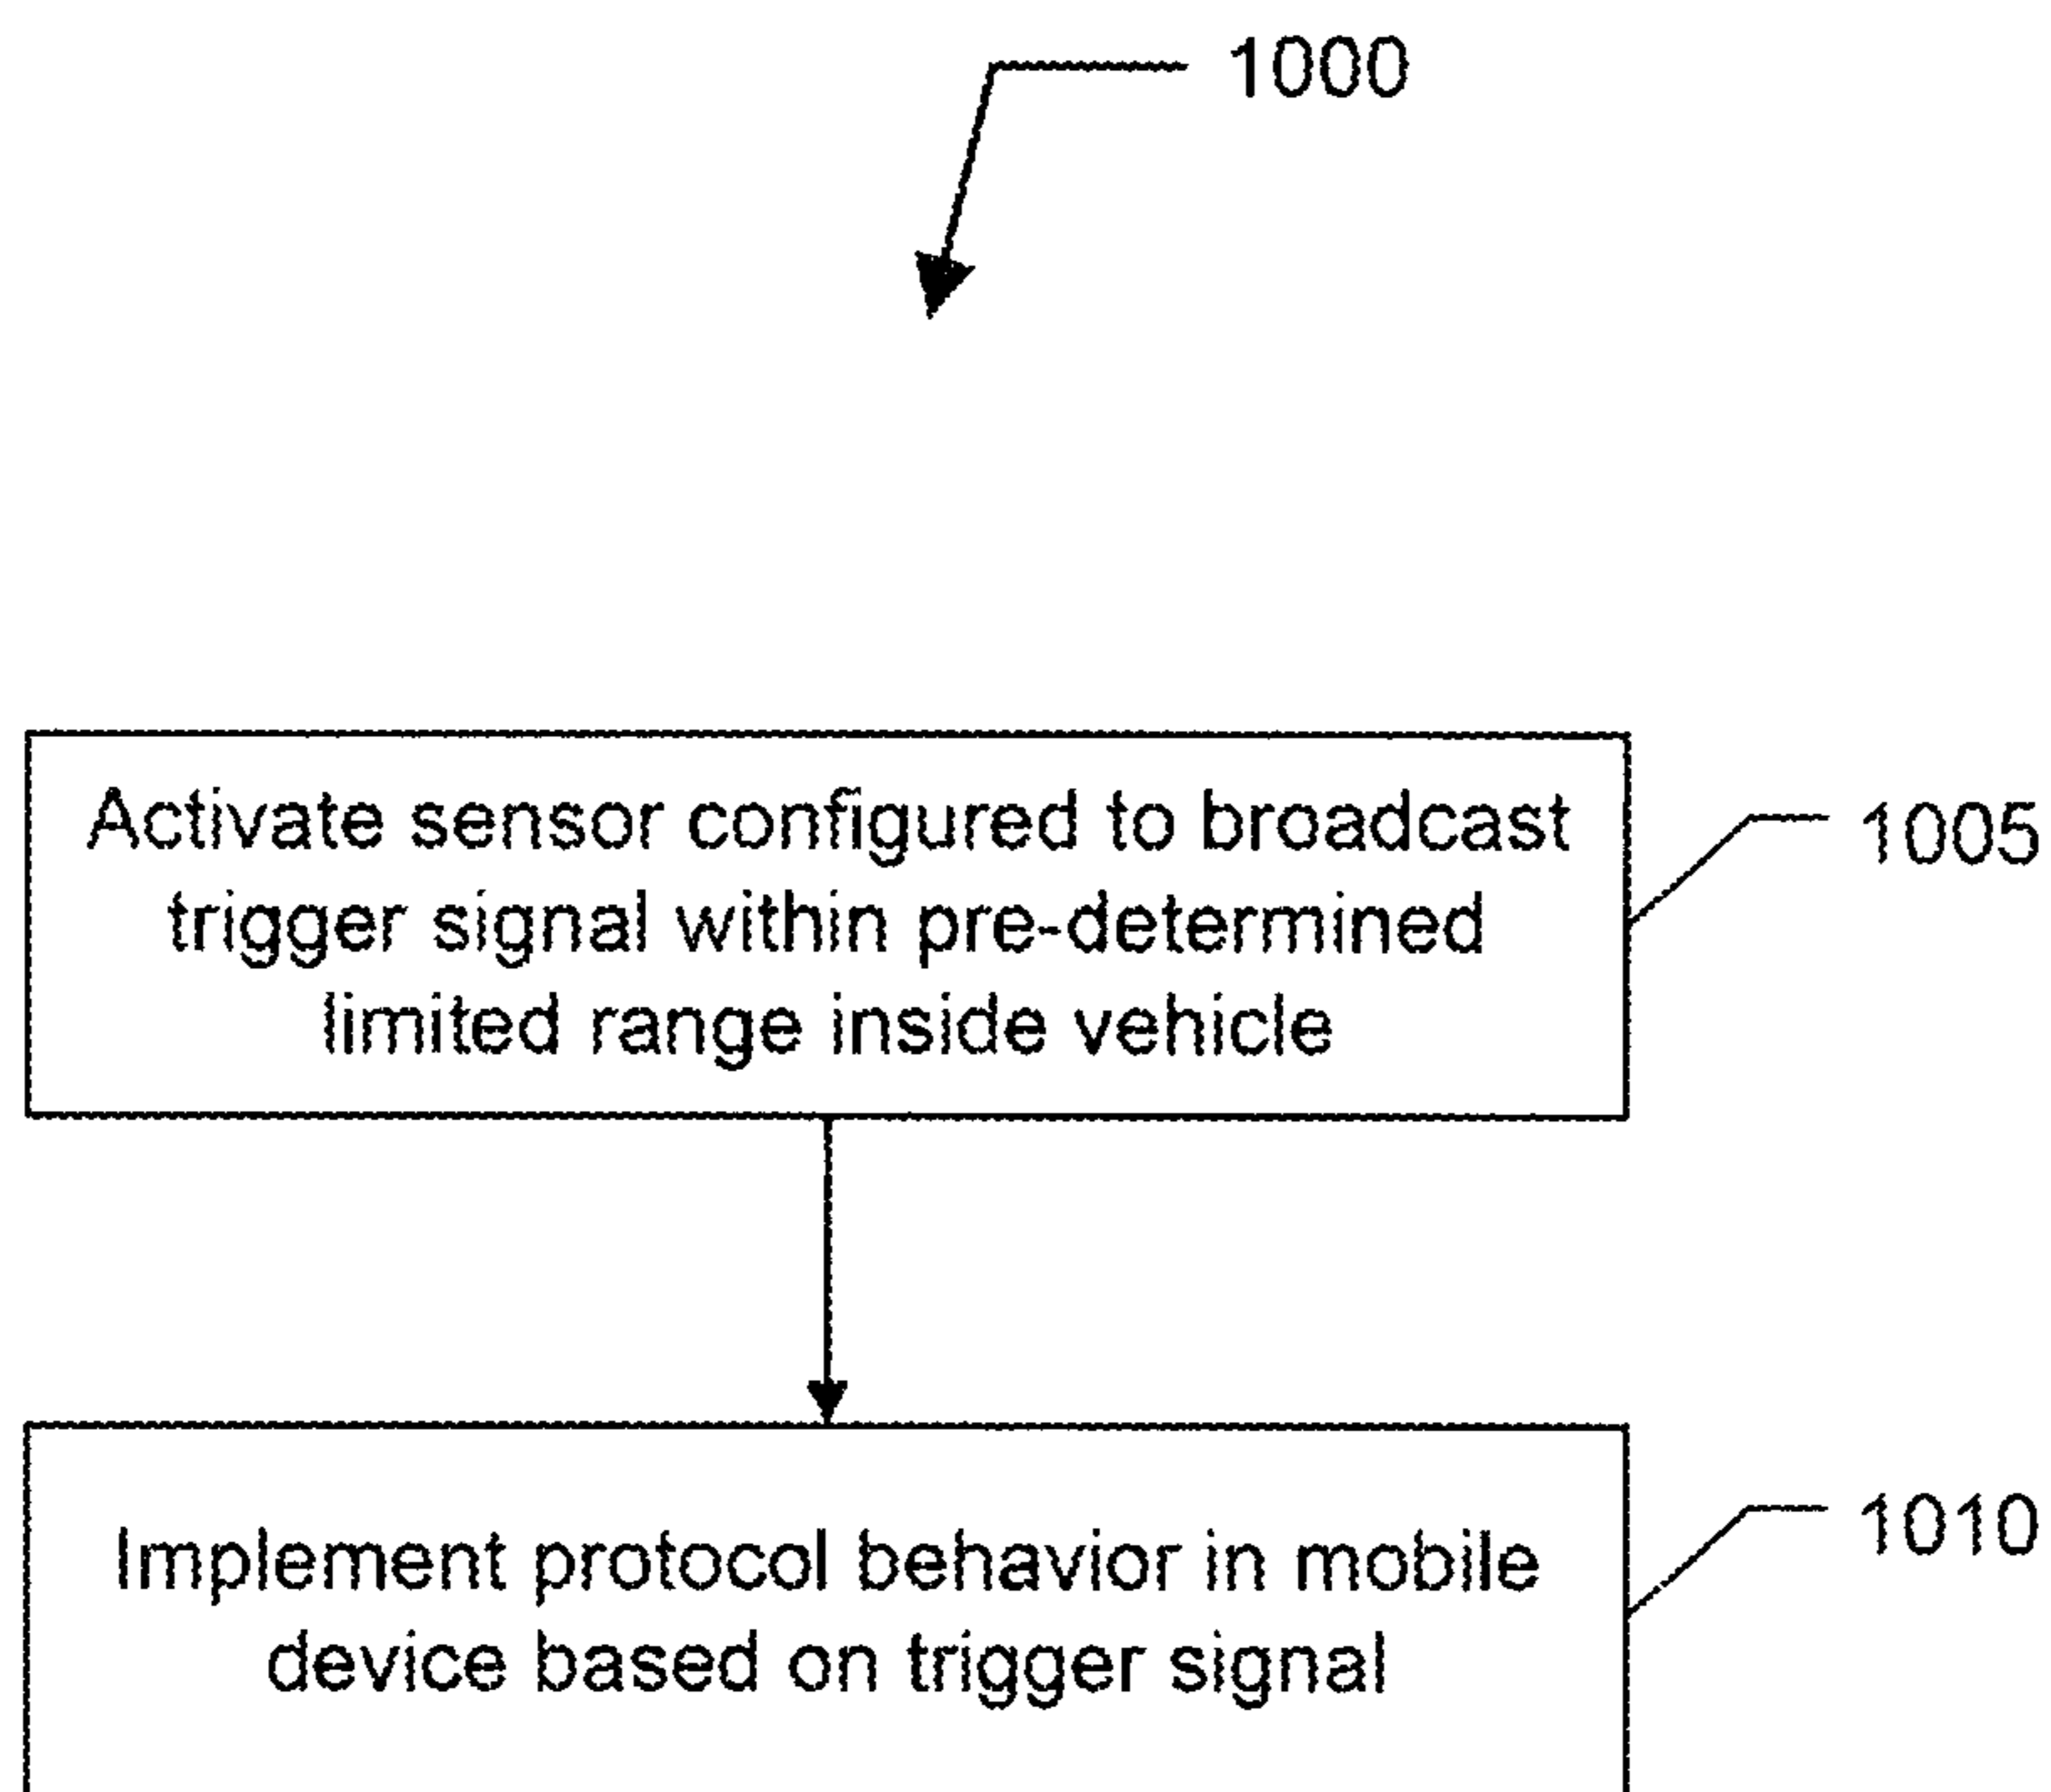 1000
Activate sensor configured to broadcast
trigger signal within pre-determined
limited range inside vehicle
1005
Implement protocol behavior in mobile
device based on trigger signal
1010